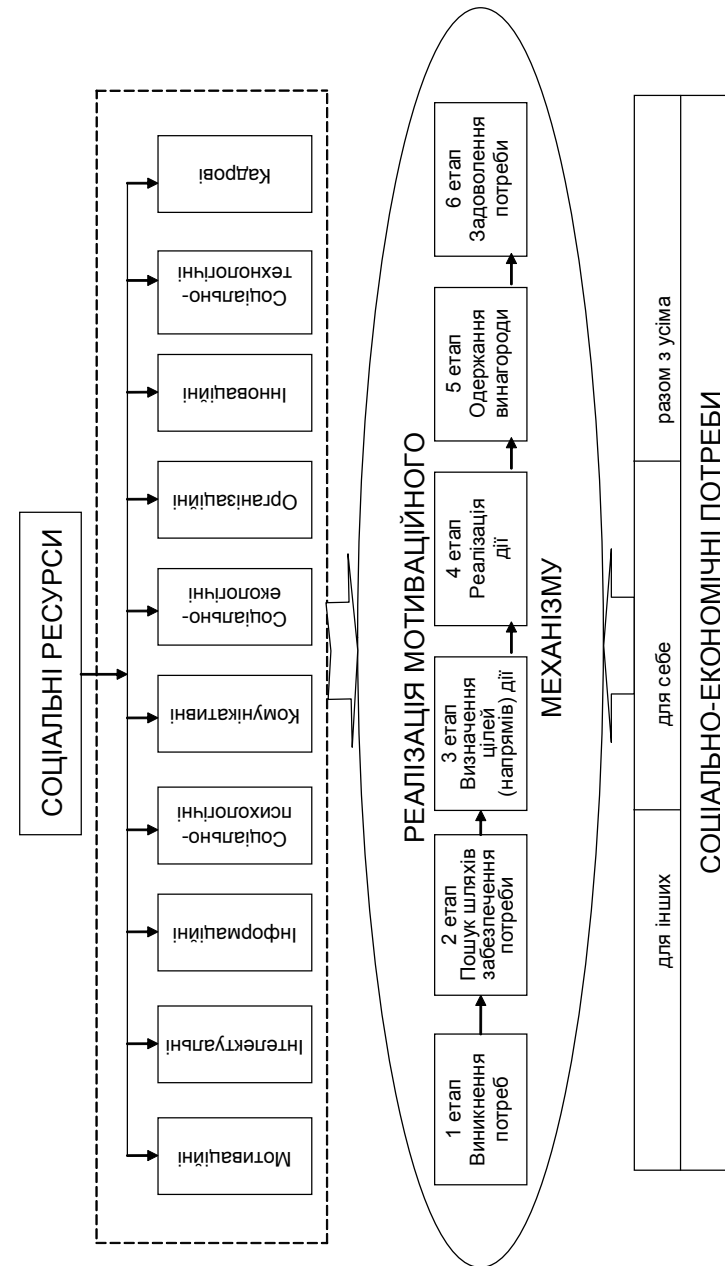 СОЦІАЛЬНІ РЕСУРСИ
Мотиваційні
Інтелектуальні
Інформаційні
Соціально-
психологічні
Комунікативні
Соціально-
екологічні
Організаційні
Інноваційні
Соціально-
технологічні
Кадрові
РЕАЛІЗАЦІЯ МОТИВАЦІЙНОГО
1 етап
Виникнення
потреб
2 етап
Пошук шляхів
забезпечення
потреби
3 етап
Визначення
цілей
(напрямів) дії
4 етап
Реалізація
дії
5 етап
Одержання
винагороди
6 етап
Задоволення
потреби
МЕХАНІЗМУ
для інших
для себе
разом з усіма
СОЦІАЛЬНО-ЕКОНОМІЧНІ ПОТРЕБИ